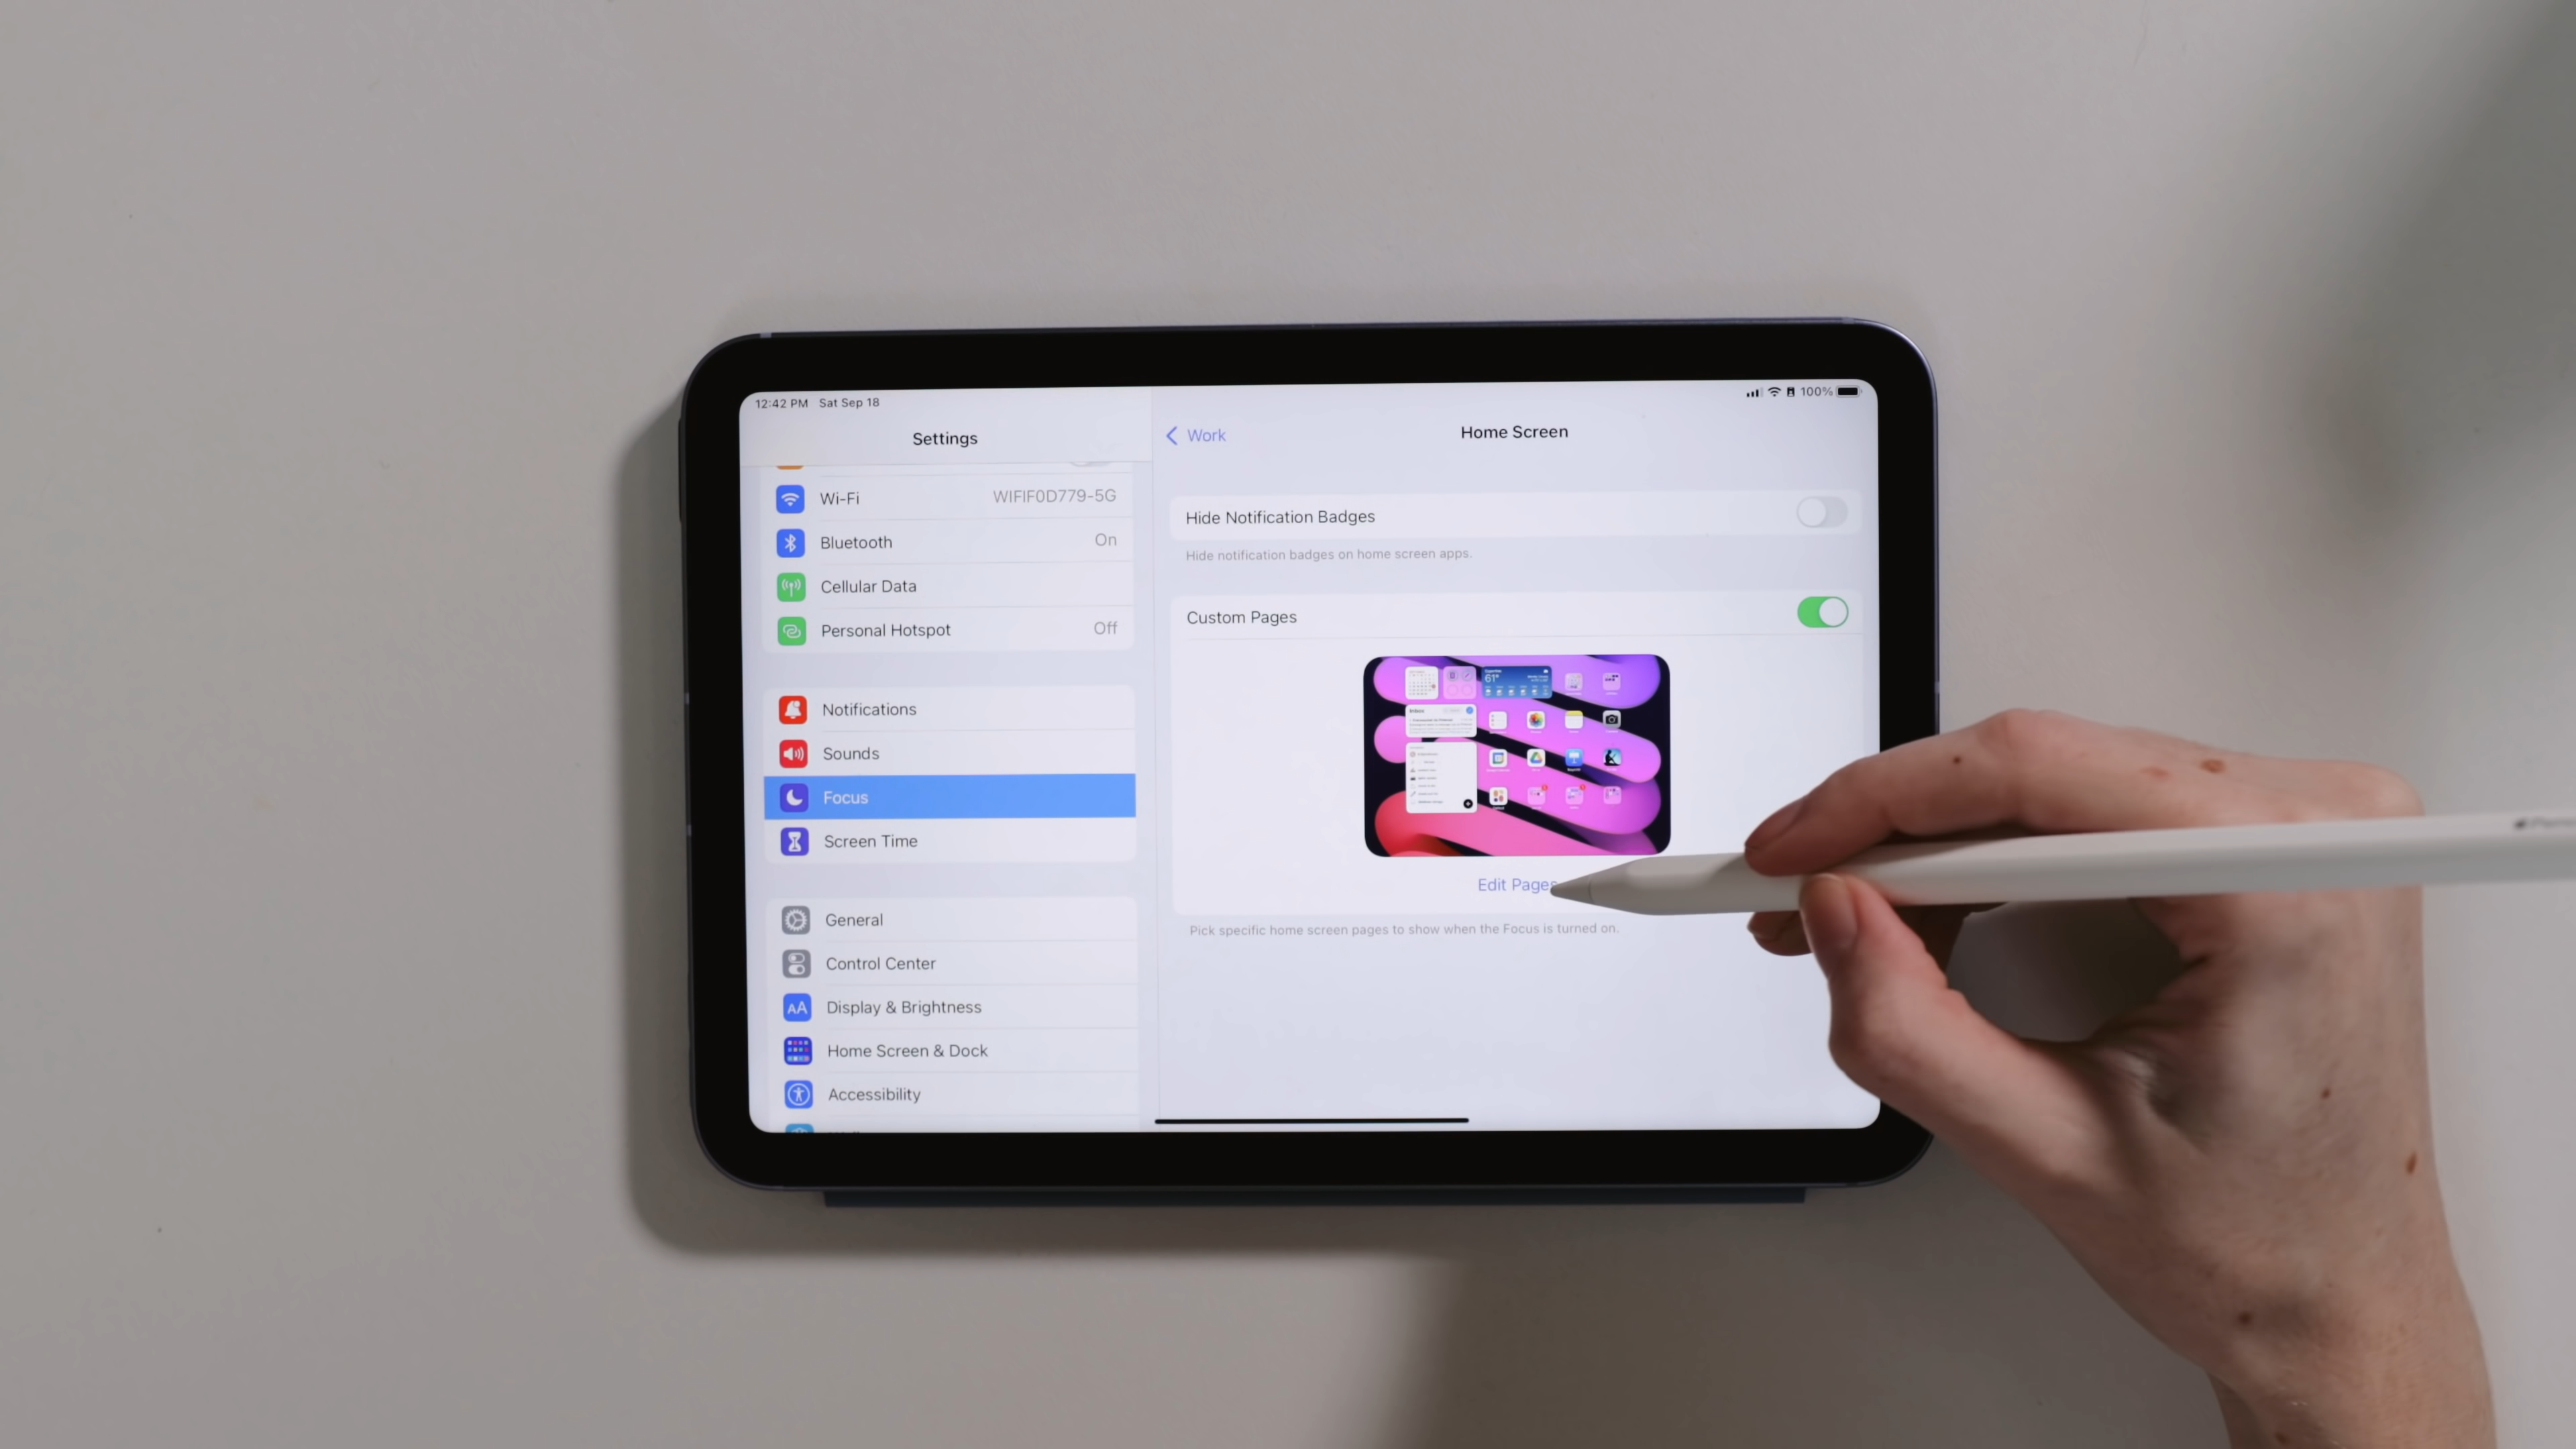 12:42 PM Sat Sep 18
100%
Settings
Wi-Fi WIFIF0D779-5G
Bluetooth On
Cellular Data
Personal Hotspot Off
Notifications
Sounds
Focus
Screen Time
General
Control Center
Display & Brightness
Home Screen & Dock
Accessibility
Work
Home Screen
Hide Notification Badges
Hide notification badges on home screen apps.
Custom Pages
61°
Edit Pages
Pick specific home screen pages to show when the Focus is turned on.